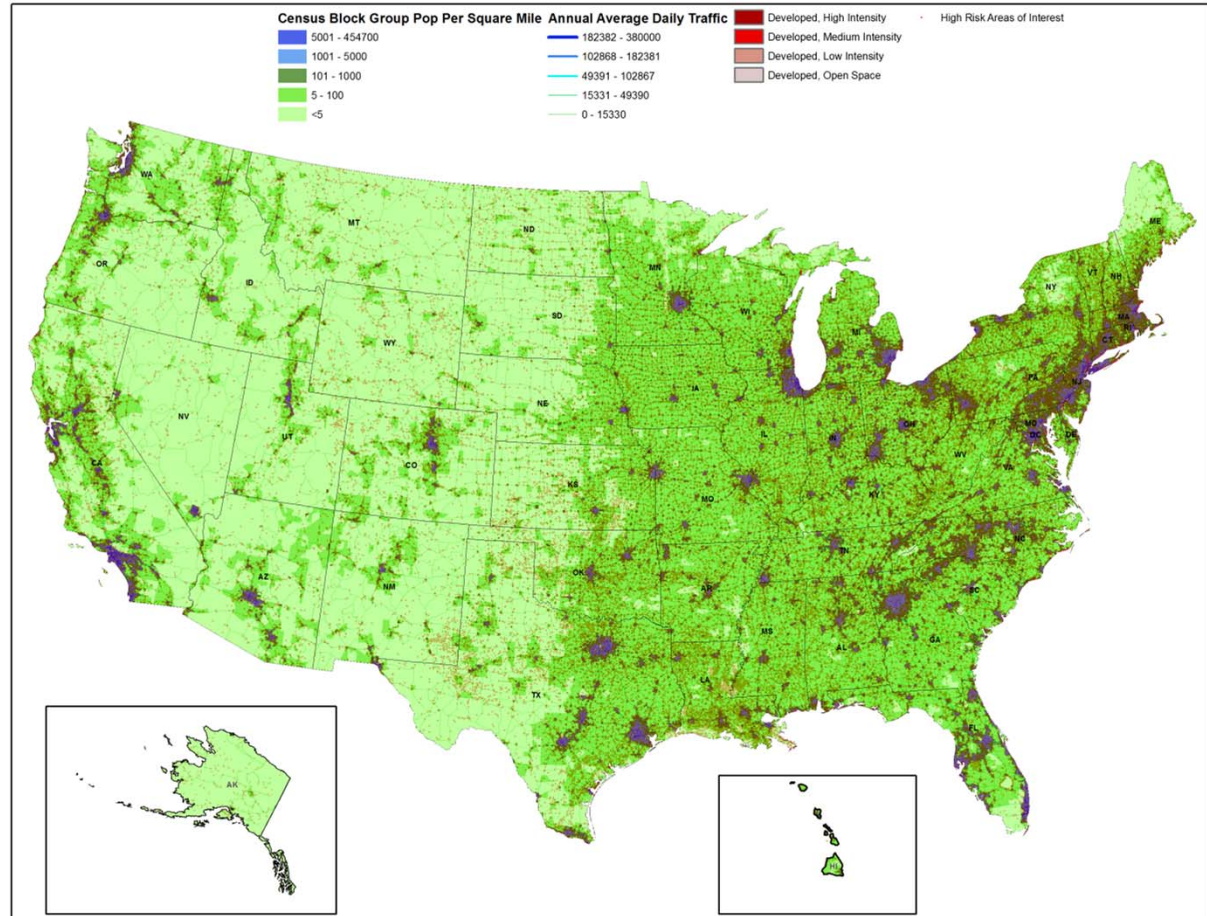 Census Block Group Pop Per Square Mile
5001 - 454700
1001 - 5000
101 - 1000
5 - 100
<5
Annual Average Daily Traffic
182382 - 380000
102868 - 182381
49391 - 102867
15331 - 49390
0 - 15330
Developed, High Intensity
Developed, Medium Intensity
Developed, Low Intensity
Developed, Open Space
High Risk Areas of Interest
WA
MT
ND
MN
ME
VT
NH
OR
ID
SD
WI
MI
NY
MA
RI
CT
WY
IA
PA
NJ
NE
NV
UT
CO
IL
IN
OH
MD
DC
DE
WV
VA
CA
KS
MO
KY
AZ
NM
OK
AR
TN
NC
SC
MS
AL
GA
TX
LA
FL
AK
HI